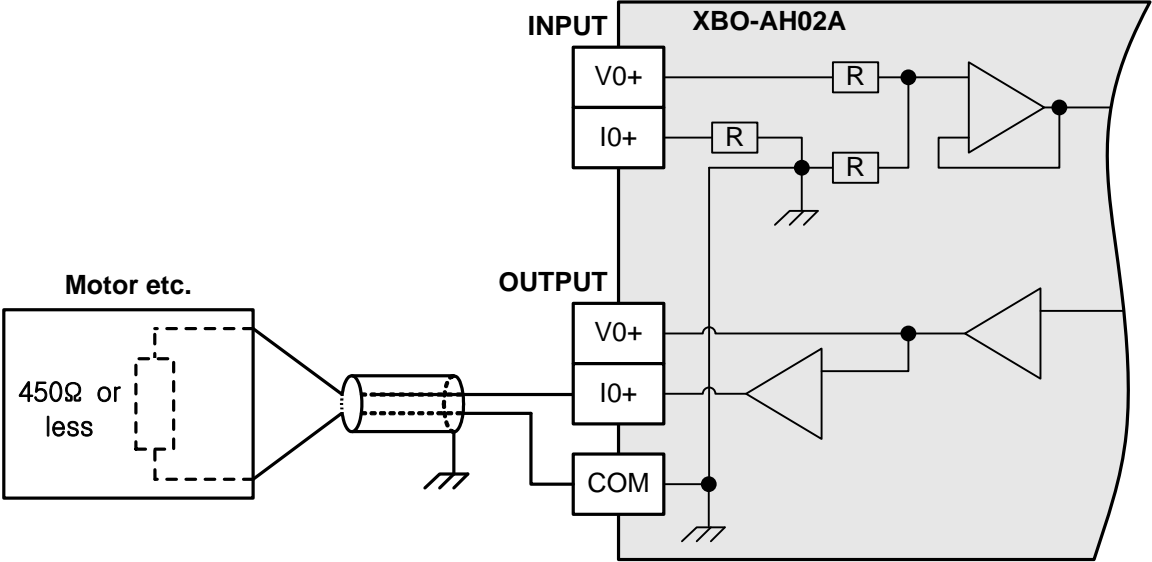 INPUT
XBO-AH02A
V0+
R
I0+
R
R
OUTPUT
Motor etc.
V0+
450Ω or
less
I0+
COM